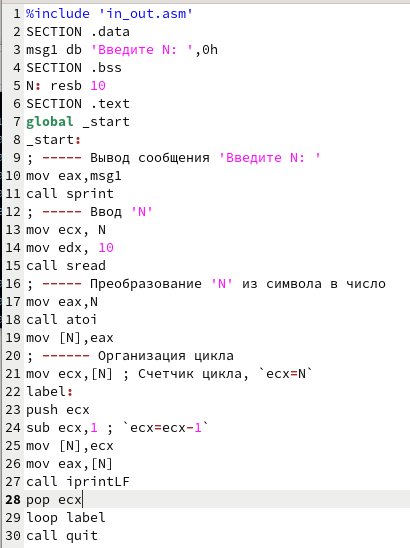 1 %include 'in_out.asm'
2 SECTION .data
3 msg1 db 'Введите N: ',0h
4 SECTION .bss
5 N: resb 10
6 SECTION .text
7 global _start
8 _start:
9 ; ----- Вывод сообщения 'Введите N: '
10 mov eax,msg1
11 call sprint
12 ; ----- Ввод 'N'
13 mov ecx, N
14 mov edx, 10
15 call sread
16 ; ----- Преобразование 'N' из символа в число
17 mov eax,N
18 call atoi
19 mov [N],eax
20 ; ------ Организация цикла
21 mov ecx,[N] ; Счетчик цикла, `ecx=N`
22 label:
23 push ecx
24 sub ecx,1 ; `ecx=ecx-1`
25 mov [N],ecx
26 mov eax,[N]
27 call iprintLF
28 pop ecx
29 loop label
30 call quit